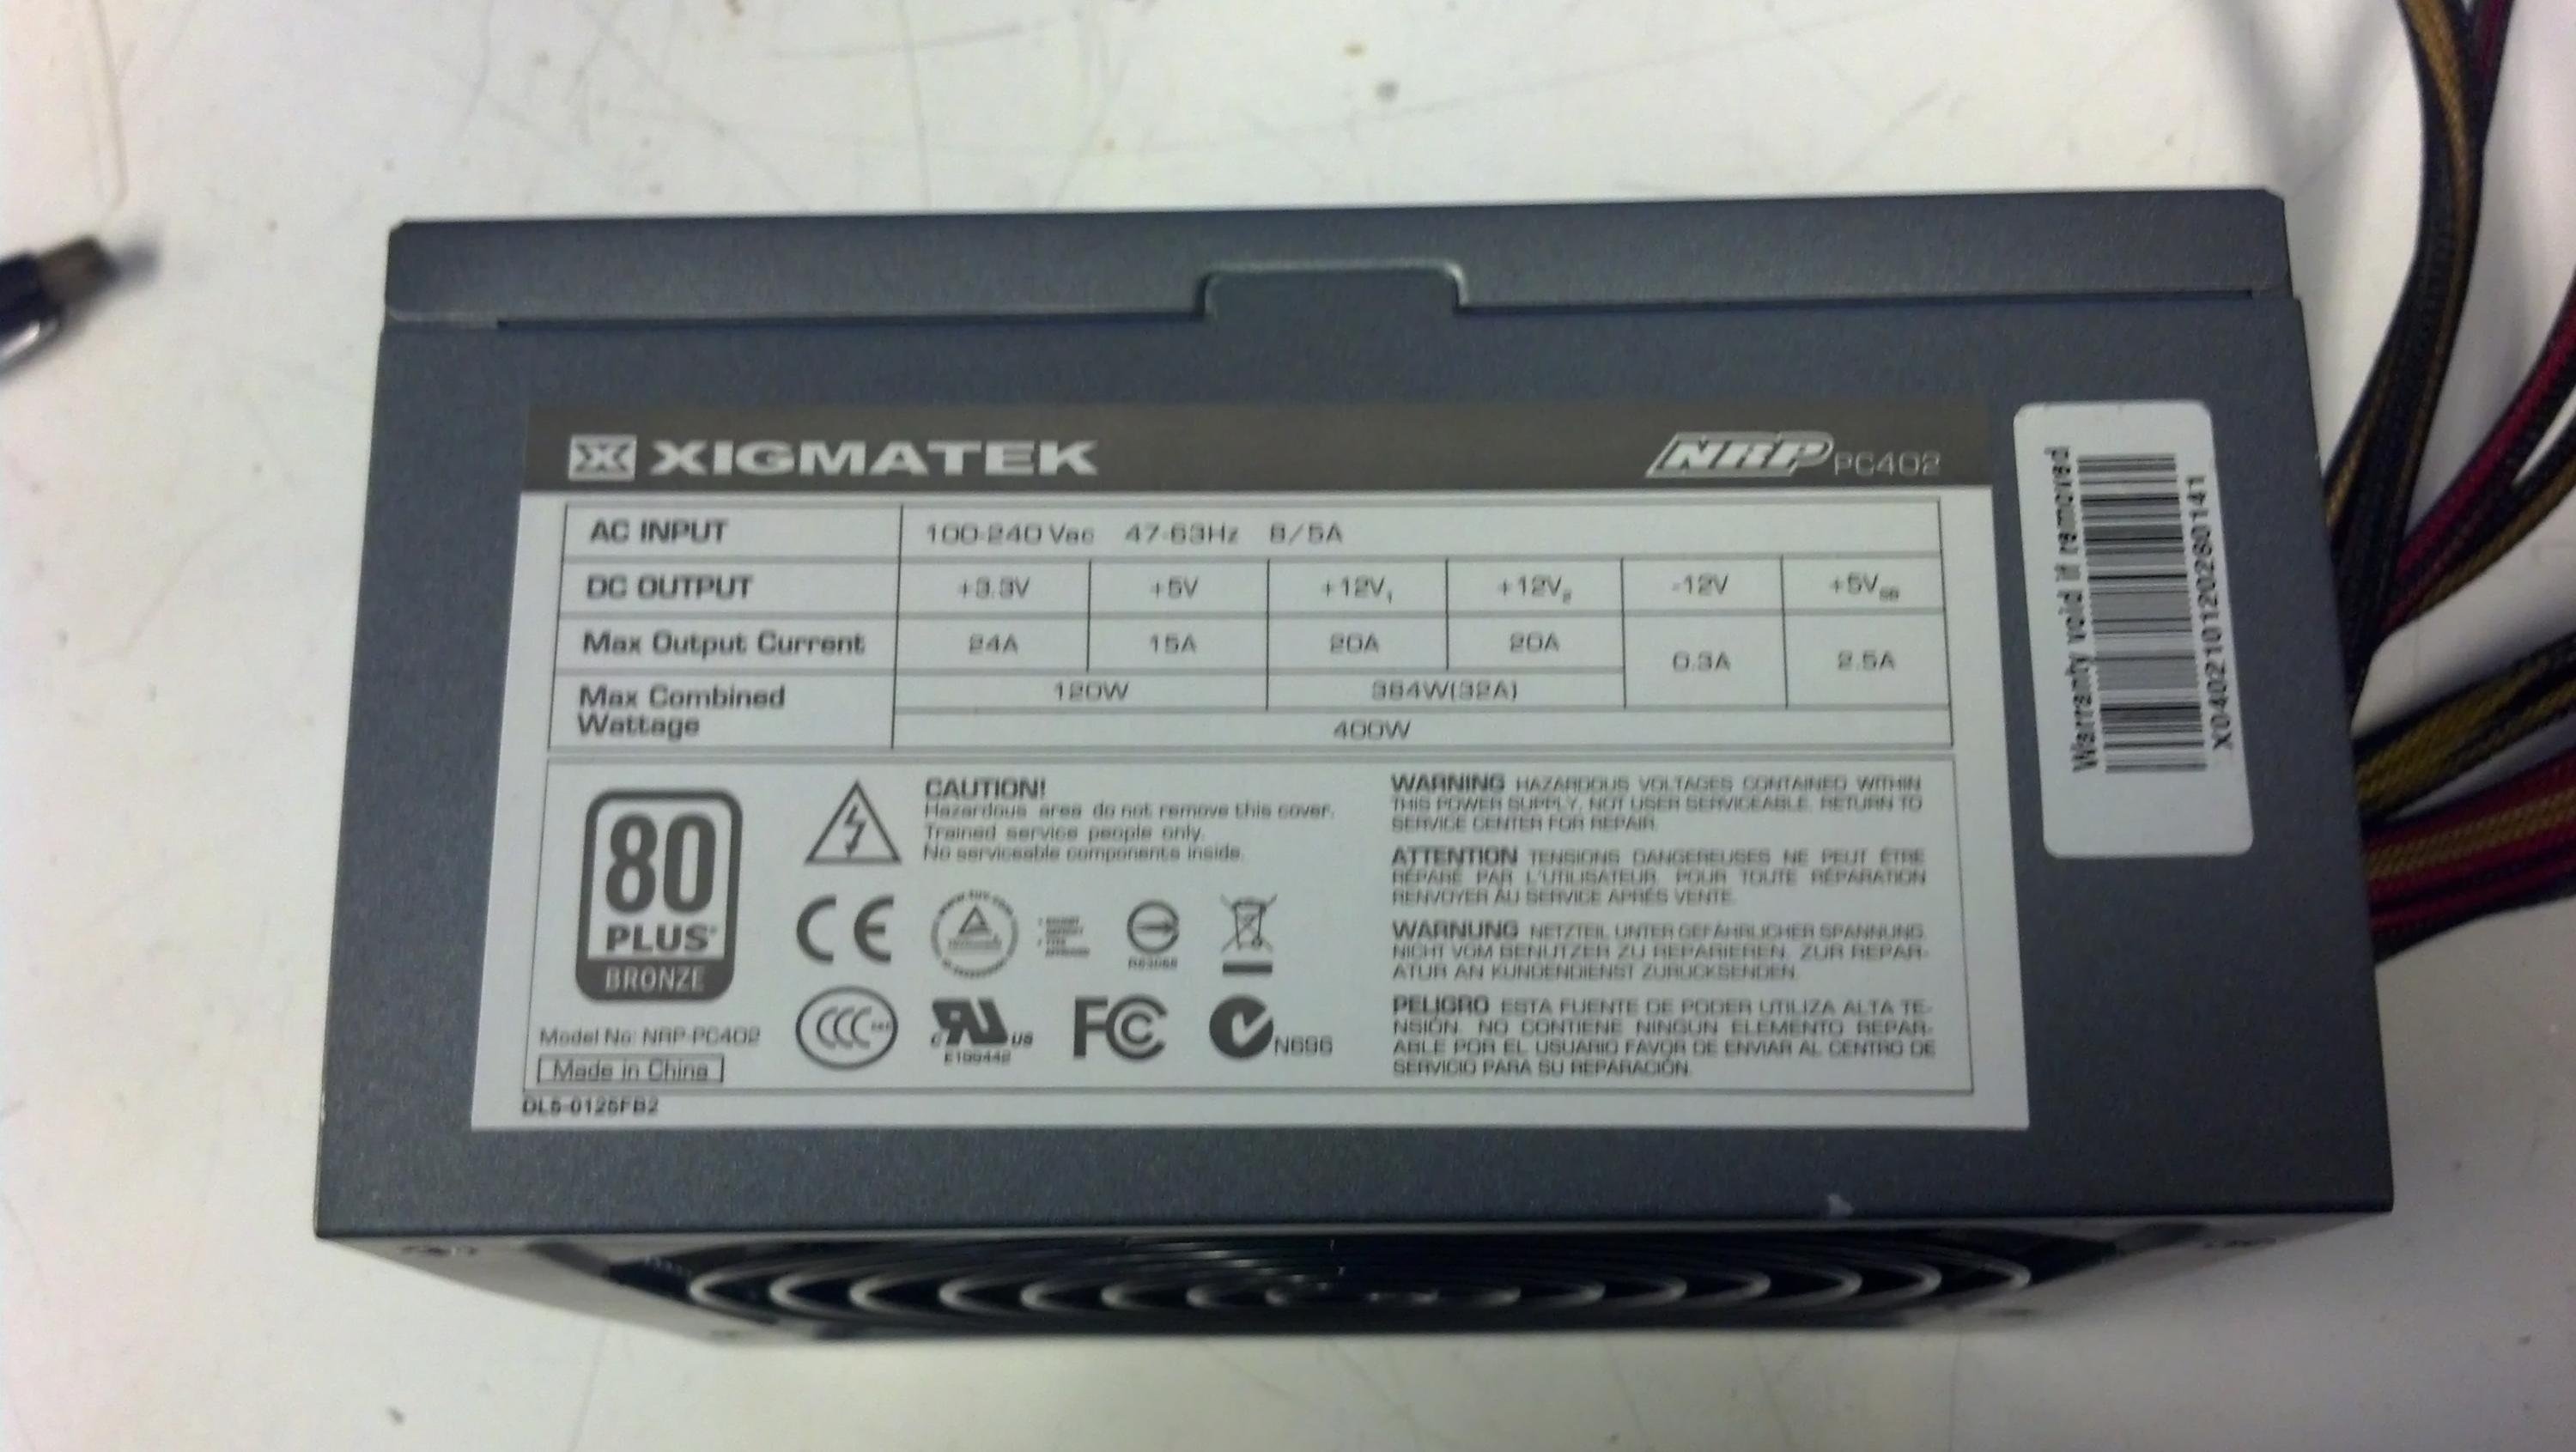 XIGMATEK
NRP PC402
AC INPUT 100-240 Vac 47-63Hz 8/5A
DC OUTPUT +3.3V +5V +12V1 +12V2 -12V +5VSB
Max Output Current 24A 15A 20A 20A 0.3A 2.5A
Max Combined 120W 384W(32A)
Wattage 400W
80
PLUS
BRONZE
Model No: NRP-PC402
Made in China
DL5-0125FB2
CAUTION!
Hazardous area do not remove this cover.
Trained service people only.
No serviceable components inside.
CE
CCC
c RU US
FC
N696
WARNING HAZARDOUS VOLTAGES CONTAINED WITHIN
THIS POWER SUPPLY, NOT USER SERVICEABLE. RETURN TO
SERVICE CENTER FOR REPAIR.
ATTENTION TENSIONS DANGEREUSES NE PEUT ÊTRE
RÉPARÉ PAR L'UTILISATEUR. POUR TOUTE RÉPARATION
RENVOYER AU SERVICE APRÉS VENTE.
WARNUNG NETZTEIL UNTER GEFÄHRLICHER SPANNUNG.
NICHT VOM BENUTZER ZU REPARIEREN. ZUR REPAR-
ATUR AN KUNDENDIENST ZURUCKSENDEN.
PELIGRO ESTA FUENTE DE PODER UTILIZA ALTA TE-
NSIÓN. NO CONTIENE NINGUN ELEMENTO REPAR-
ABLE POR EL USUARIO FAVOR DE ENVIAR AL CENTRO DE
SERVICIO PARA SU REPARACIÓN.
Warranty void if removed
X040210120280141